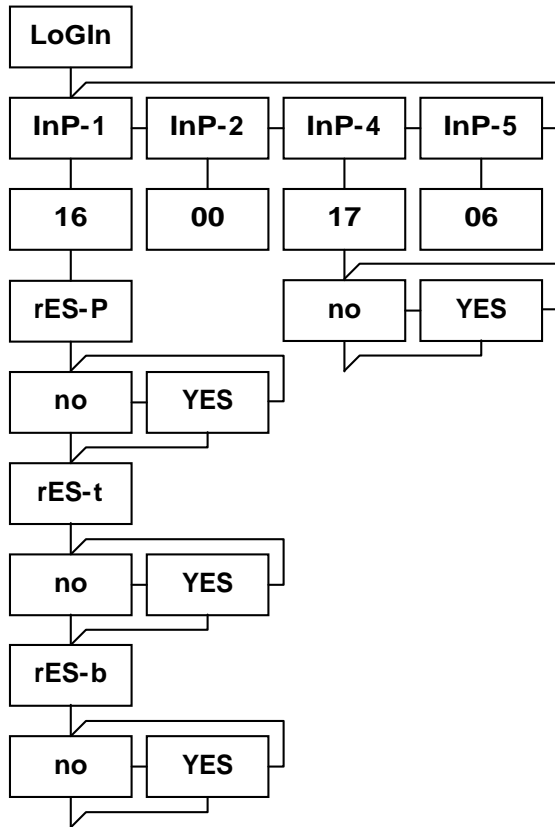 LoGIn
InP-1 InP-2 InP-4 InP-5
16 00 17 06
rES-P no YES
no YES
rES-t
no YES
rES-b
no YES